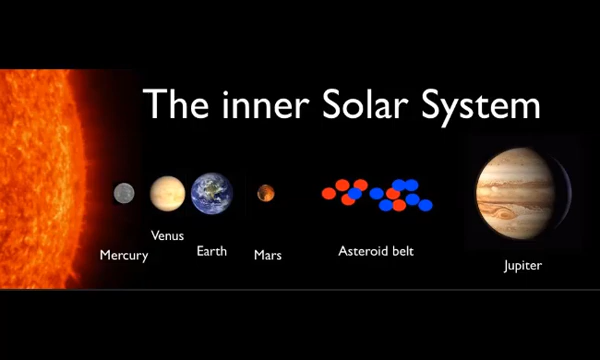 The inner Solar System
Mercury
Venus
Earth
Mars
Asteroid belt
Jupiter